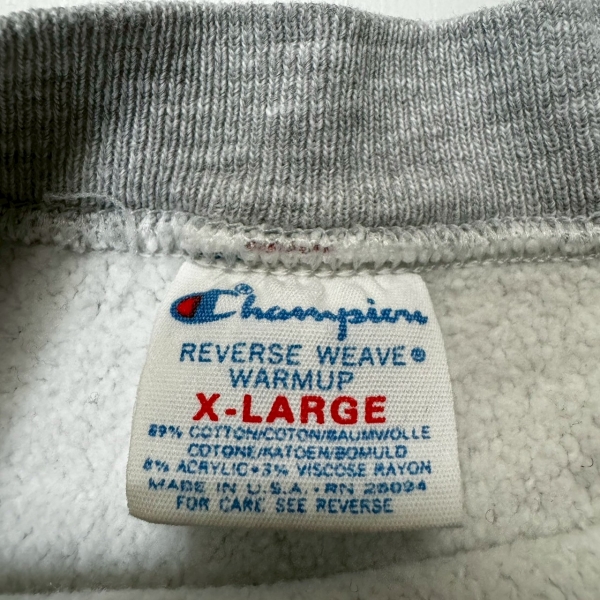 Champion
REVERSE WEAVE®
WARMUP
X-LARGE
89% COTTON/COTON/BAUMWOLLE
COTONE/KATOEN/BOMULD
8% ACRYLIC•3% VISCOSE RAYON
MADE IN U.S.A. • RN 26094
FOR CARE SEE REVERSE